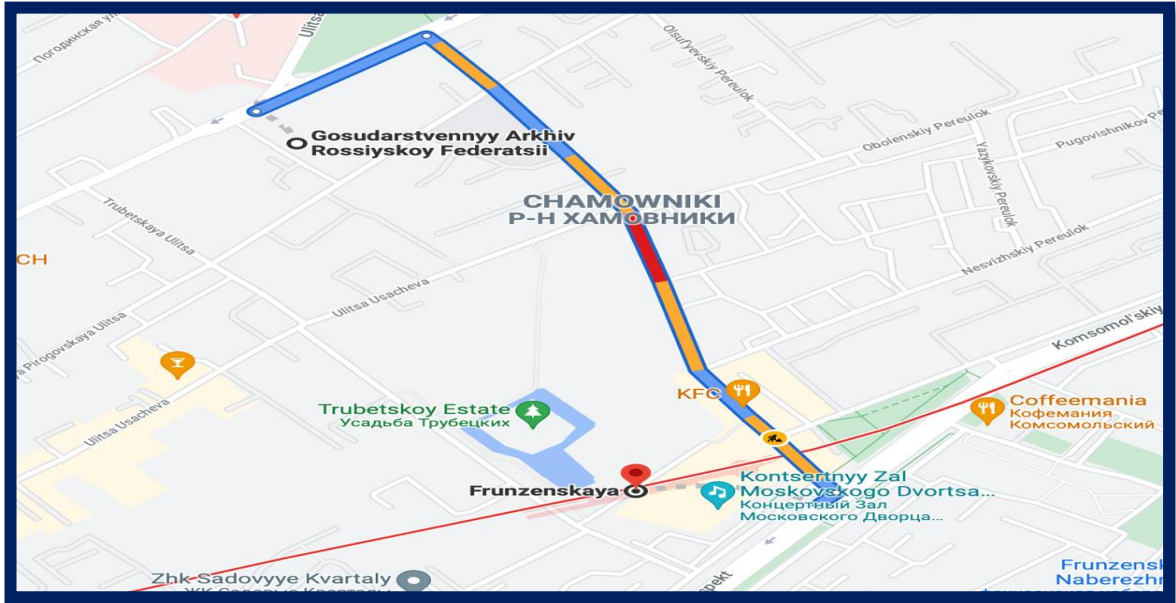 Погодинская
Ulitsa
Olsuf'yevskiy Pereulok
Gosudarstvennyy Arkhiv
Rossiyskoy Federatsii
Obolenskiy Pereulok
Pugovishnikov Pe
Yazykovskiy Pereulok
CHAMOWNIKI
Р-Н ХАМОВНИКИ
Trubetskaya Ulitsa
Nesvizhskiy Pereulok
CH
Ulitsa Usacheva
a Pirogovskaya Ulitsa
Komsomol'skiy
KFC
Coffeemania
Кофемания
Комсомольский
Trubetskoy Estate
Усадьба Трубецких
Ulitsa Usacheva
Frunzenskaya
Kontsertnyy Zal
Moskovskogo Dvortsa...
Концертный Зал
Московского Дворца...
Zhk Sadovyye Kvartaly
spekt
Frunzensk
Naberezhn